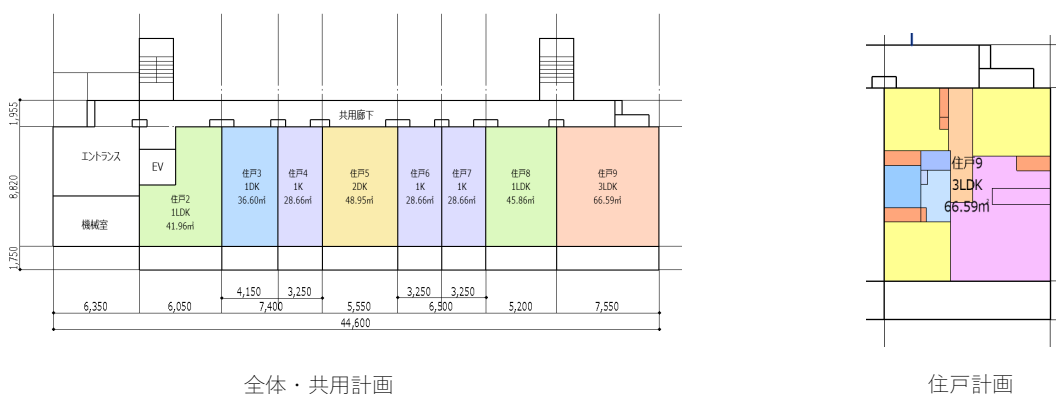 共用廊下
エントランス
EV
機械室
住戸2
1LDK
41.96㎡
住戸3
1DK
36.60㎡
住戸4
1K
28.66㎡
住戸5
2DK
48.95㎡
住戸6
1K
28.66㎡
住戸7
1K
28.66㎡
住戸8
1LDK
45.86㎡
住戸9
3LDK
66.59㎡
1,955
8,820
1,750
4,150
3,250
3,250
3,250
6,350
6,050
7,400
5,550
6,500
5,200
7,550
44,600
全体・共用計画
住戸9
3LDK
66.59㎡
住戸計画